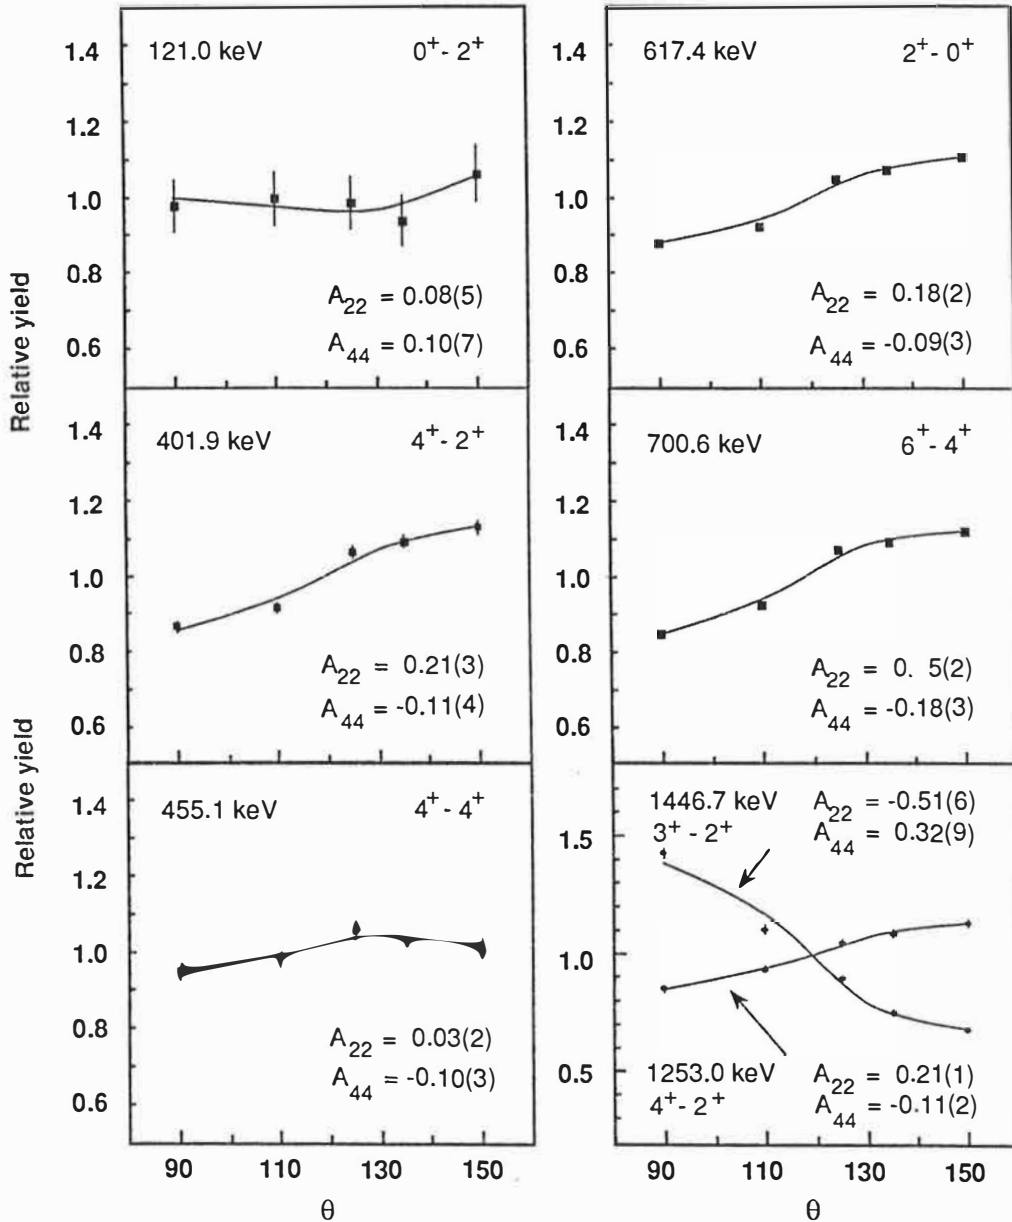 121.0 keV 0⁺- 2⁺
A₂₂ = 0.08(5)
A₄₄ = 0.10(7)
1.4
1.2
1.0
0.8
0.6
Relative yield
617.4 keV 2⁺- 0⁺
A₂₂ = 0.18(2)
A₄₄ = -0.09(3)
1.4
1.2
1.0
0.8
0.6
401.9 keV 4⁺- 2⁺
A₂₂ = 0.21(3)
A₄₄ = -0.11(4)
1.4
1.2
1.0
0.8
0.6
Relative yield
700.6 keV 6⁺- 4⁺
A₂₂ = 0. 5(2)
A₄₄ = -0.18(3)
1.4
1.2
1.0
0.8
0.6
455.1 keV 4⁺- 4⁺
A₂₂ = 0.03(2)
A₄₄ = -0.10(3)
1.4
1.2
1.0
0.8
0.6
90 110 130 150
θ
1446.7 keV A₂₂ = -0.51(6)
3⁺ - 2⁺ A₄₄ = 0.32(9)
1253.0 keV A₂₂ = 0.21(1)
4⁺- 2⁺ A₄₄ = -0.11(2)
1.5
1.0
0.5
90 110 130 150
θ